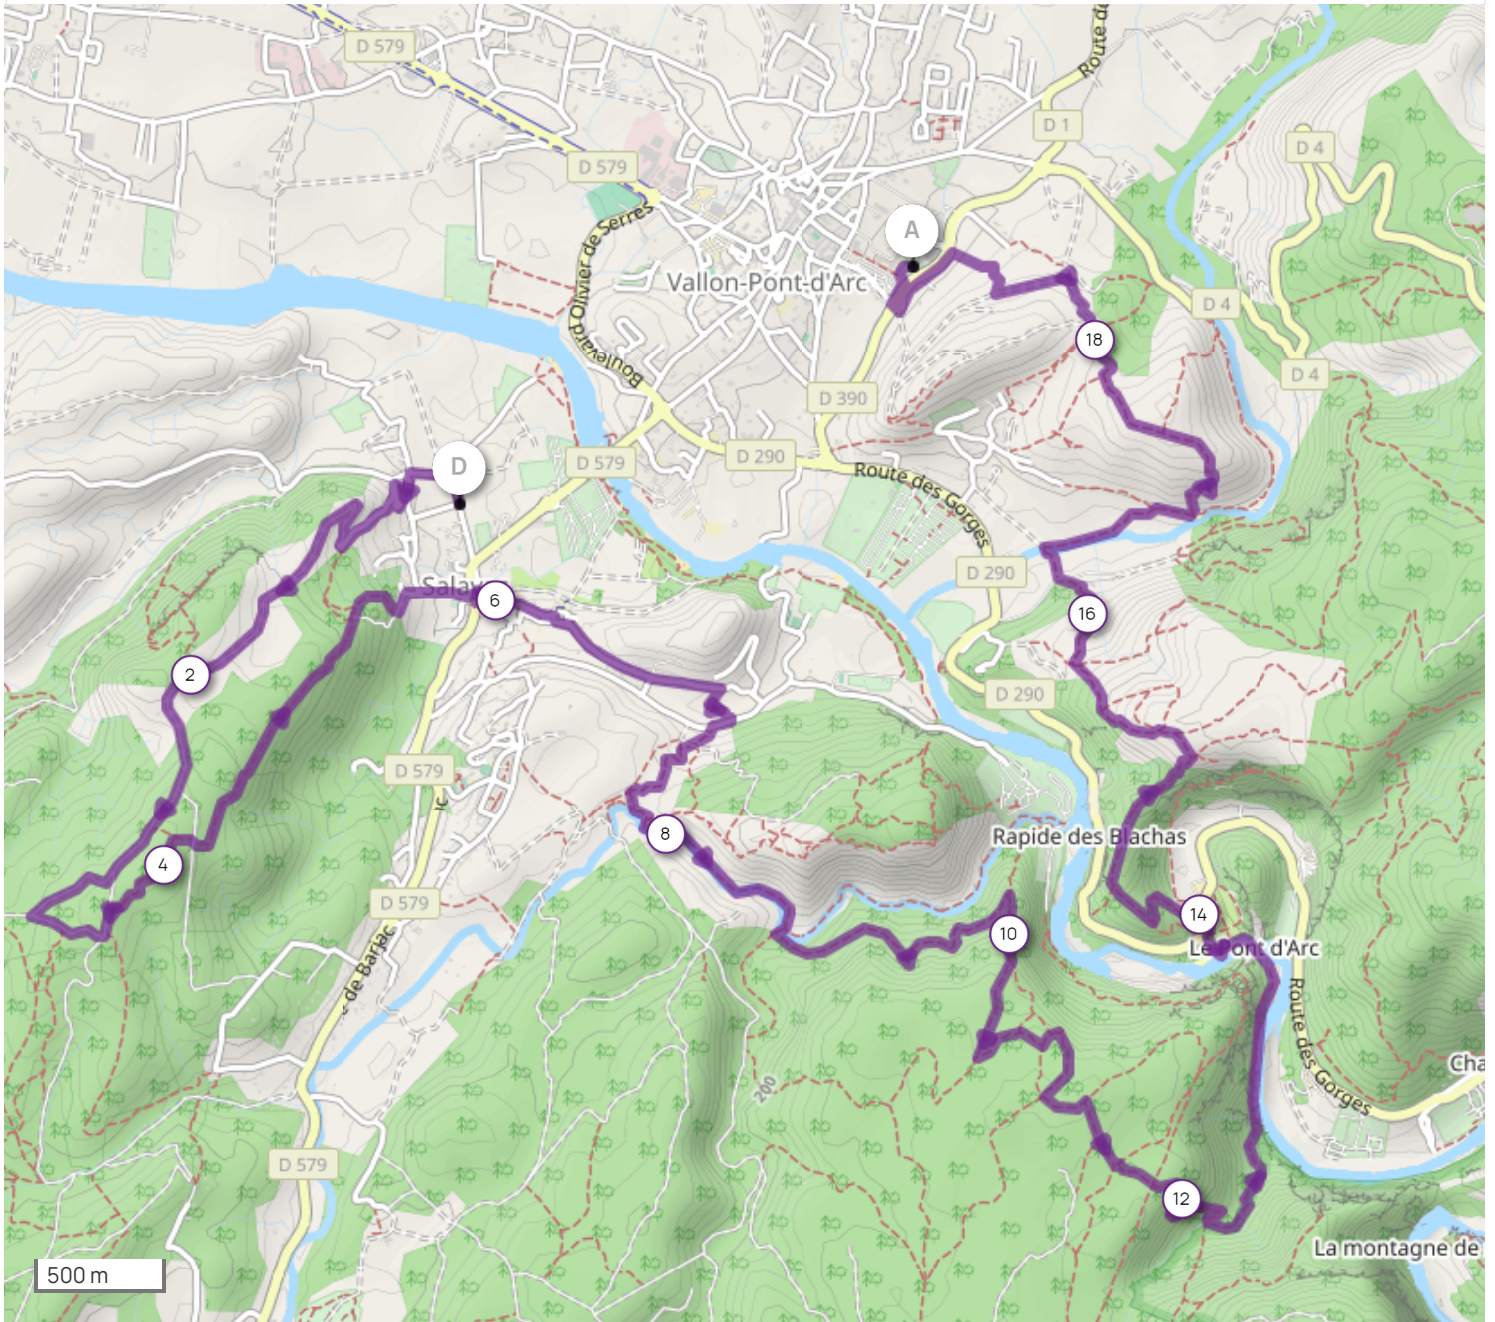 D 579
Route de
D 1
D 4
D 579
Boulevard Olivier de Serres
A
Vallon-Pont-d'Arc
D 4
18
D 4
D 390
D
D 579
D 290
Route des Gorges
D 290
6
16
2
D 290
D 579
8
Rapide des Blachas
4
D 579
14
10
Le Pont d'Arc
de Barjac
Route des Gorges
Cha
200
D 579
12
La montagne de
500 m